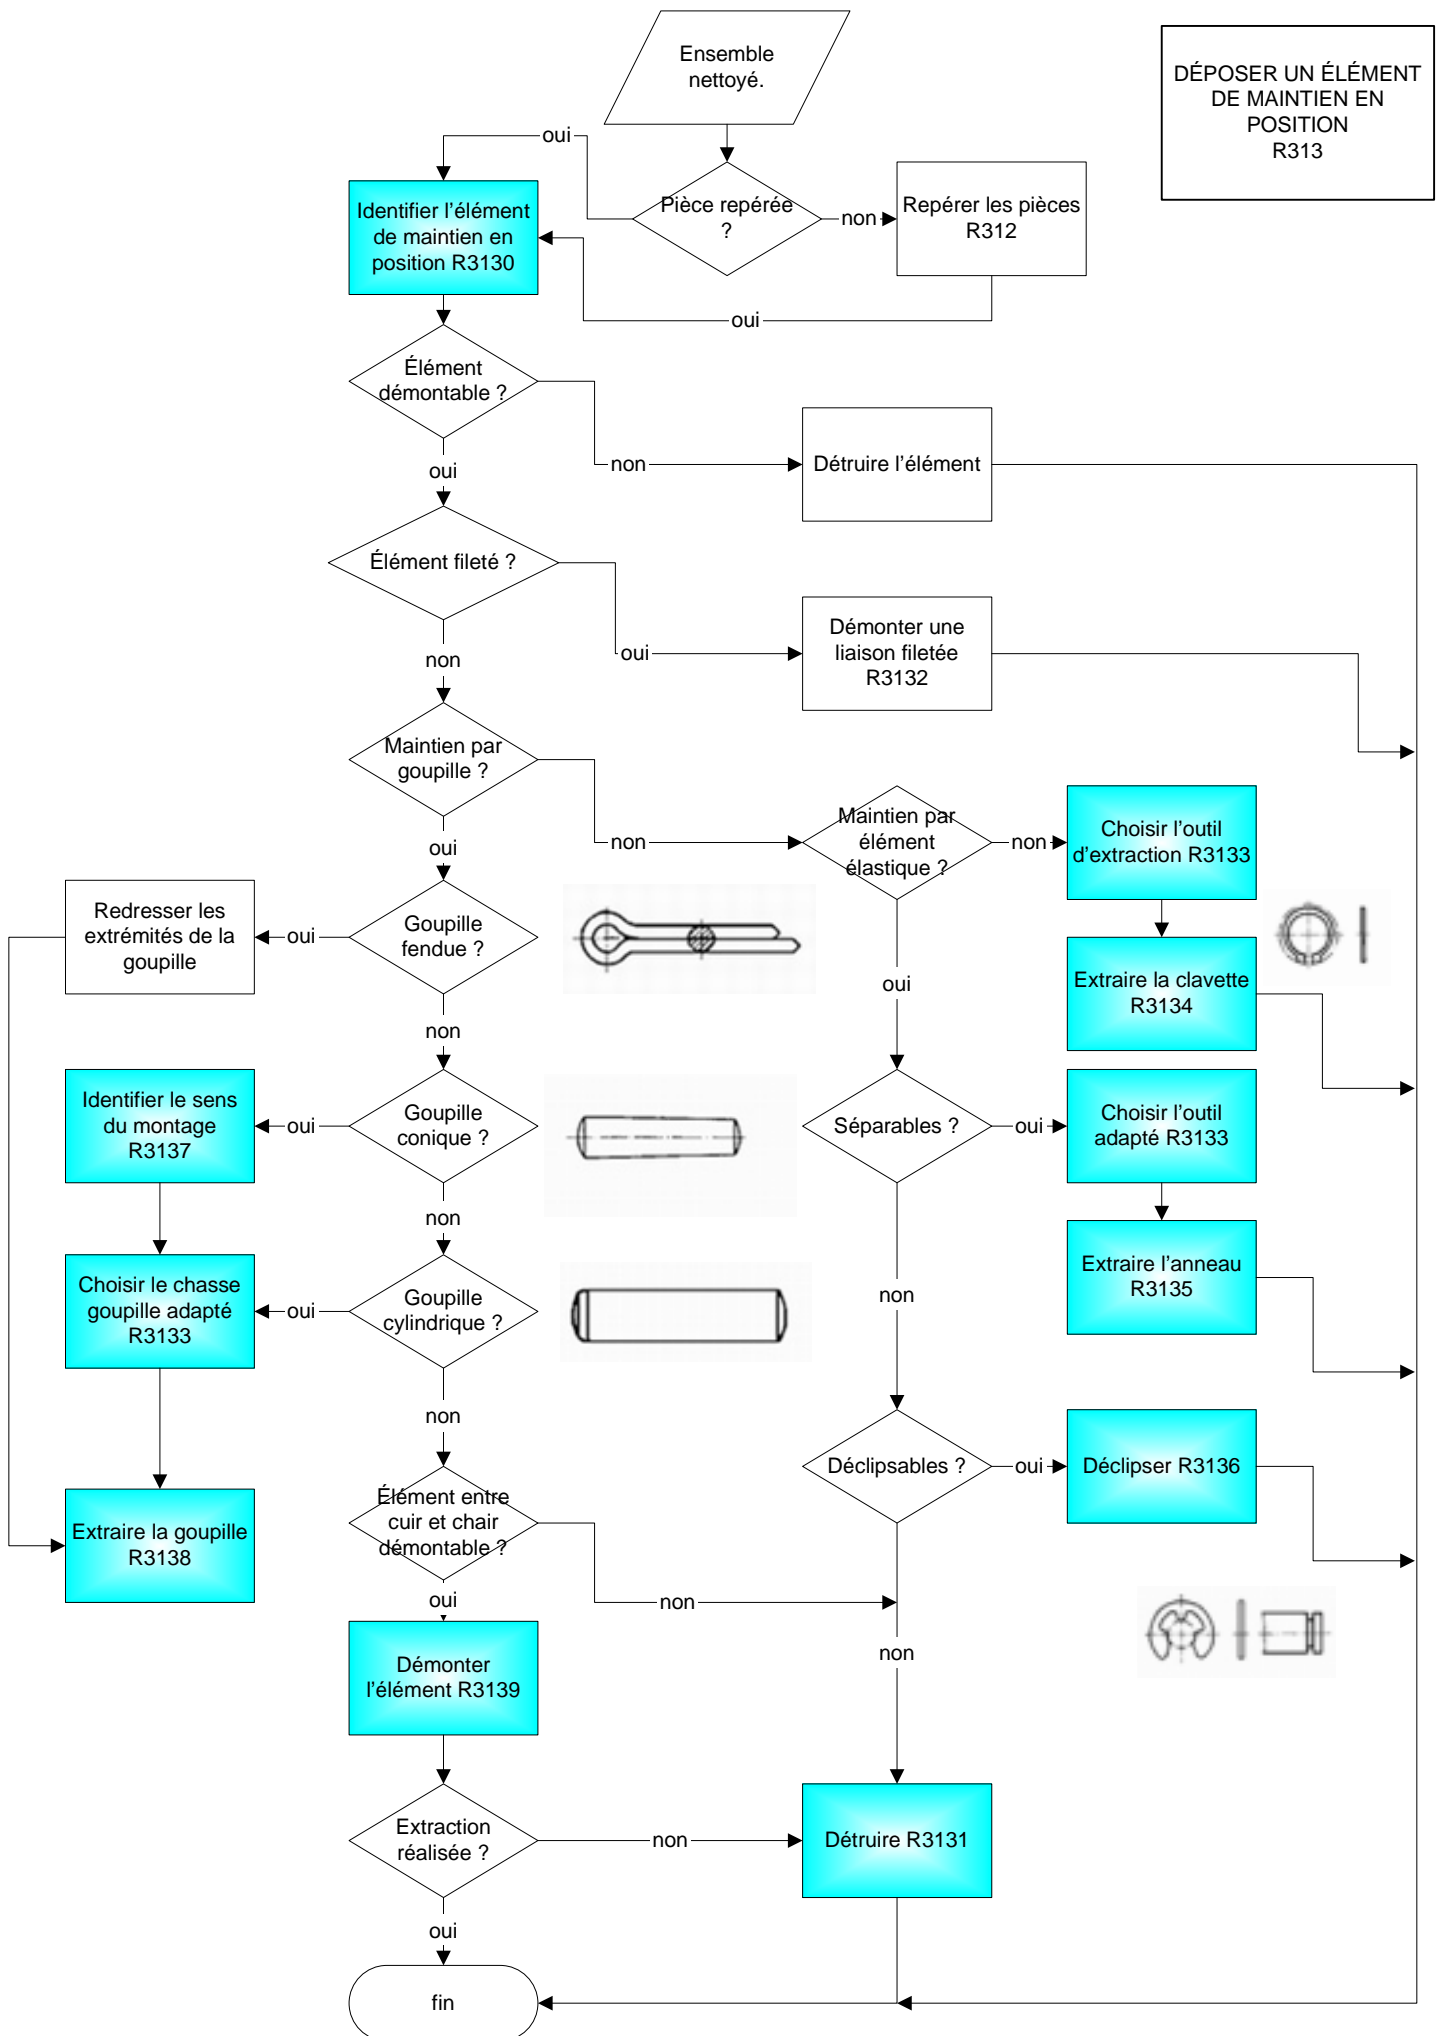 Ensemble
nettoyé.
DÉPOSER UN ÉLÉMENT
DE MAINTIEN EN
POSITION
R313
oui
Identifier l'élément
de maintien en
position R3130
Pièce repérée
?
non
Repérer les pièces
R312
oui
Élément
démontable ?
non
Détruire l'élément
oui
Élément fileté ?
oui
Démonter une
liaison filetée
R3132
non
Maintien par
goupille ?
non
Maintien par
élément
élastique ?
non
Choisir l'outil
d'extraction R3133
oui
Redresser les
extrémités de la
goupille
oui
Goupille
fendue ?
Extraire la clavette
R3134
oui
non
Identifier le sens
du montage
R3137
oui
Goupille
conique ?
Séparables ?
oui
Choisir l'outil
adapté R3133
non
Choisir le chasse
goupille adapté
R3133
oui
Goupille
cylindrique ?
Extraire l'anneau
R3135
non
non
Déclipsables ?
oui
Déclipser R3136
Élément entre
cuir et chair
démontable ?
Extraire la goupille
R3138
non
oui
non
Démonter
l'élément R3139
Extraction
réalisée ?
non
Détruire R3131
oui
fin